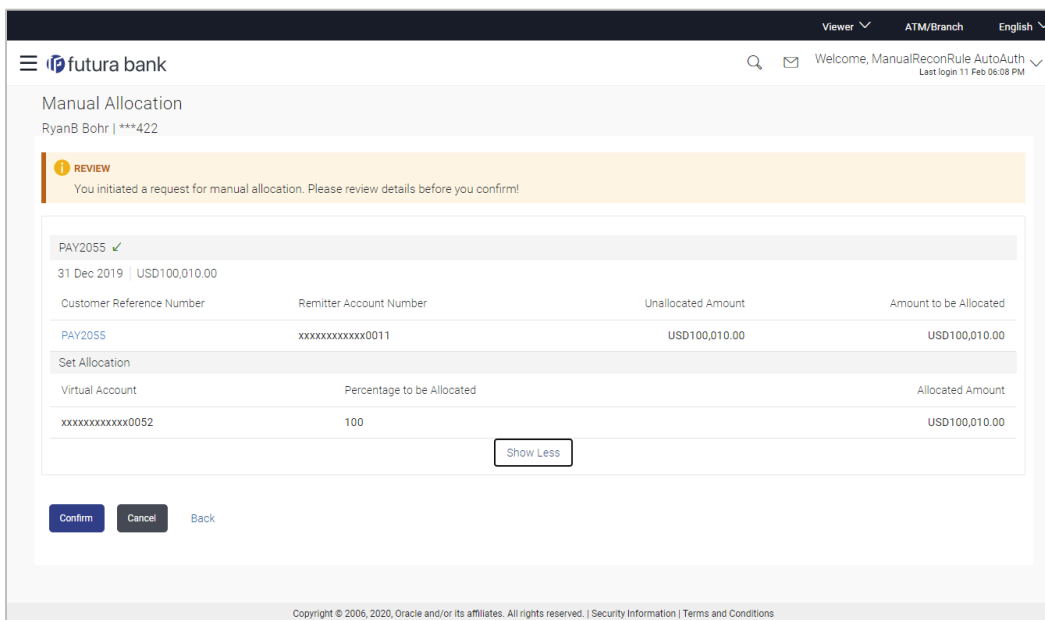 Viewer ATM/Branch English
futura bank Welcome, ManualReconRule AutoAuth
Last login 11 Feb 06:08 PM
Manual Allocation
RyanB Bohr | ***422
REVIEW
You initiated a request for manual allocation. Please review details before you confirm!
PAY2055
31 Dec 2019 | USD100,010.00
Customer Reference Number Remitter Account Number Unallocated Amount Amount to be Allocated
PAY2055 xxxxxxxxxxxx0011 USD100,010.00 USD100,010.00
Set Allocation
Virtual Account Percentage to be Allocated Allocated Amount
xxxxxxxxxxxx0052 100 USD100,010.00
Show Less
Confirm Cancel Back
Copyright © 2006, 2020, Oracle and/or its affiliates. All rights reserved. | Security Information | Terms and Conditions